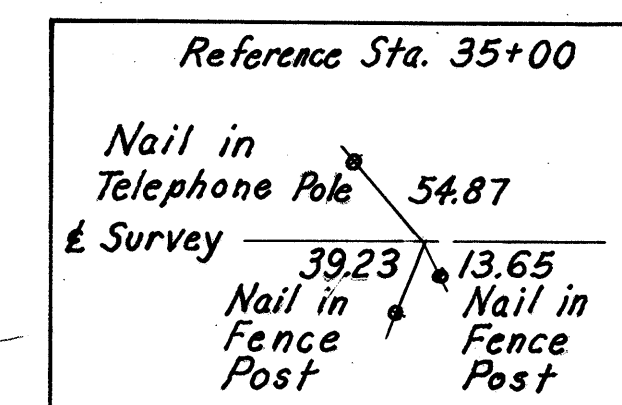 Reference Sta. 35+00
Nail in
Telephone Pole 54.87
℄ Survey
39.23 13.65
Nail in Nail in
Fence Fence
Post Post